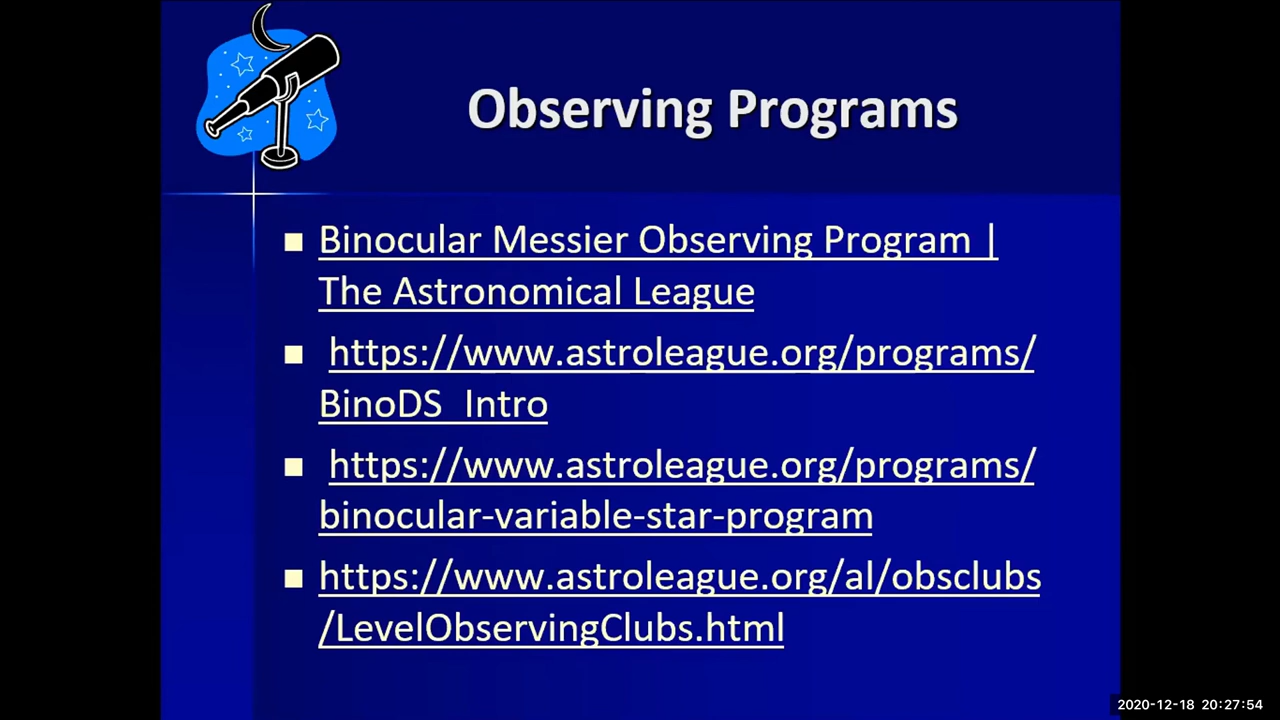 Observing Programs
Binocular Messier Observing Program |
The Astronomical League
https://www.astroleague.org/programs/
BinoDS_Intro
https://www.astroleague.org/programs/
binocular-variable-star-program
https://www.astroleague.org/al/obsclubs
/LevelObservingClubs.html
2020-12-18 20:27:54